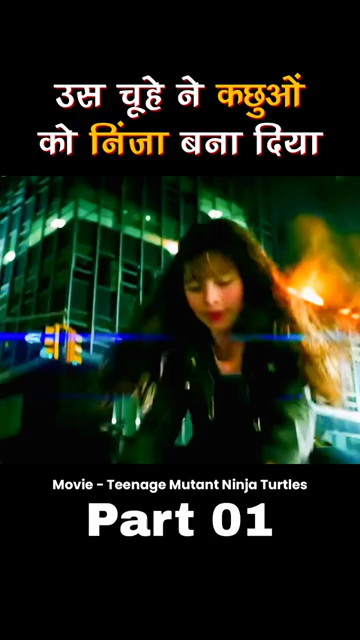 उस चूहे ने कछुओं
को निंजा बना दिया
Movie - Teenage Mutant Ninja Turtles
Part 01